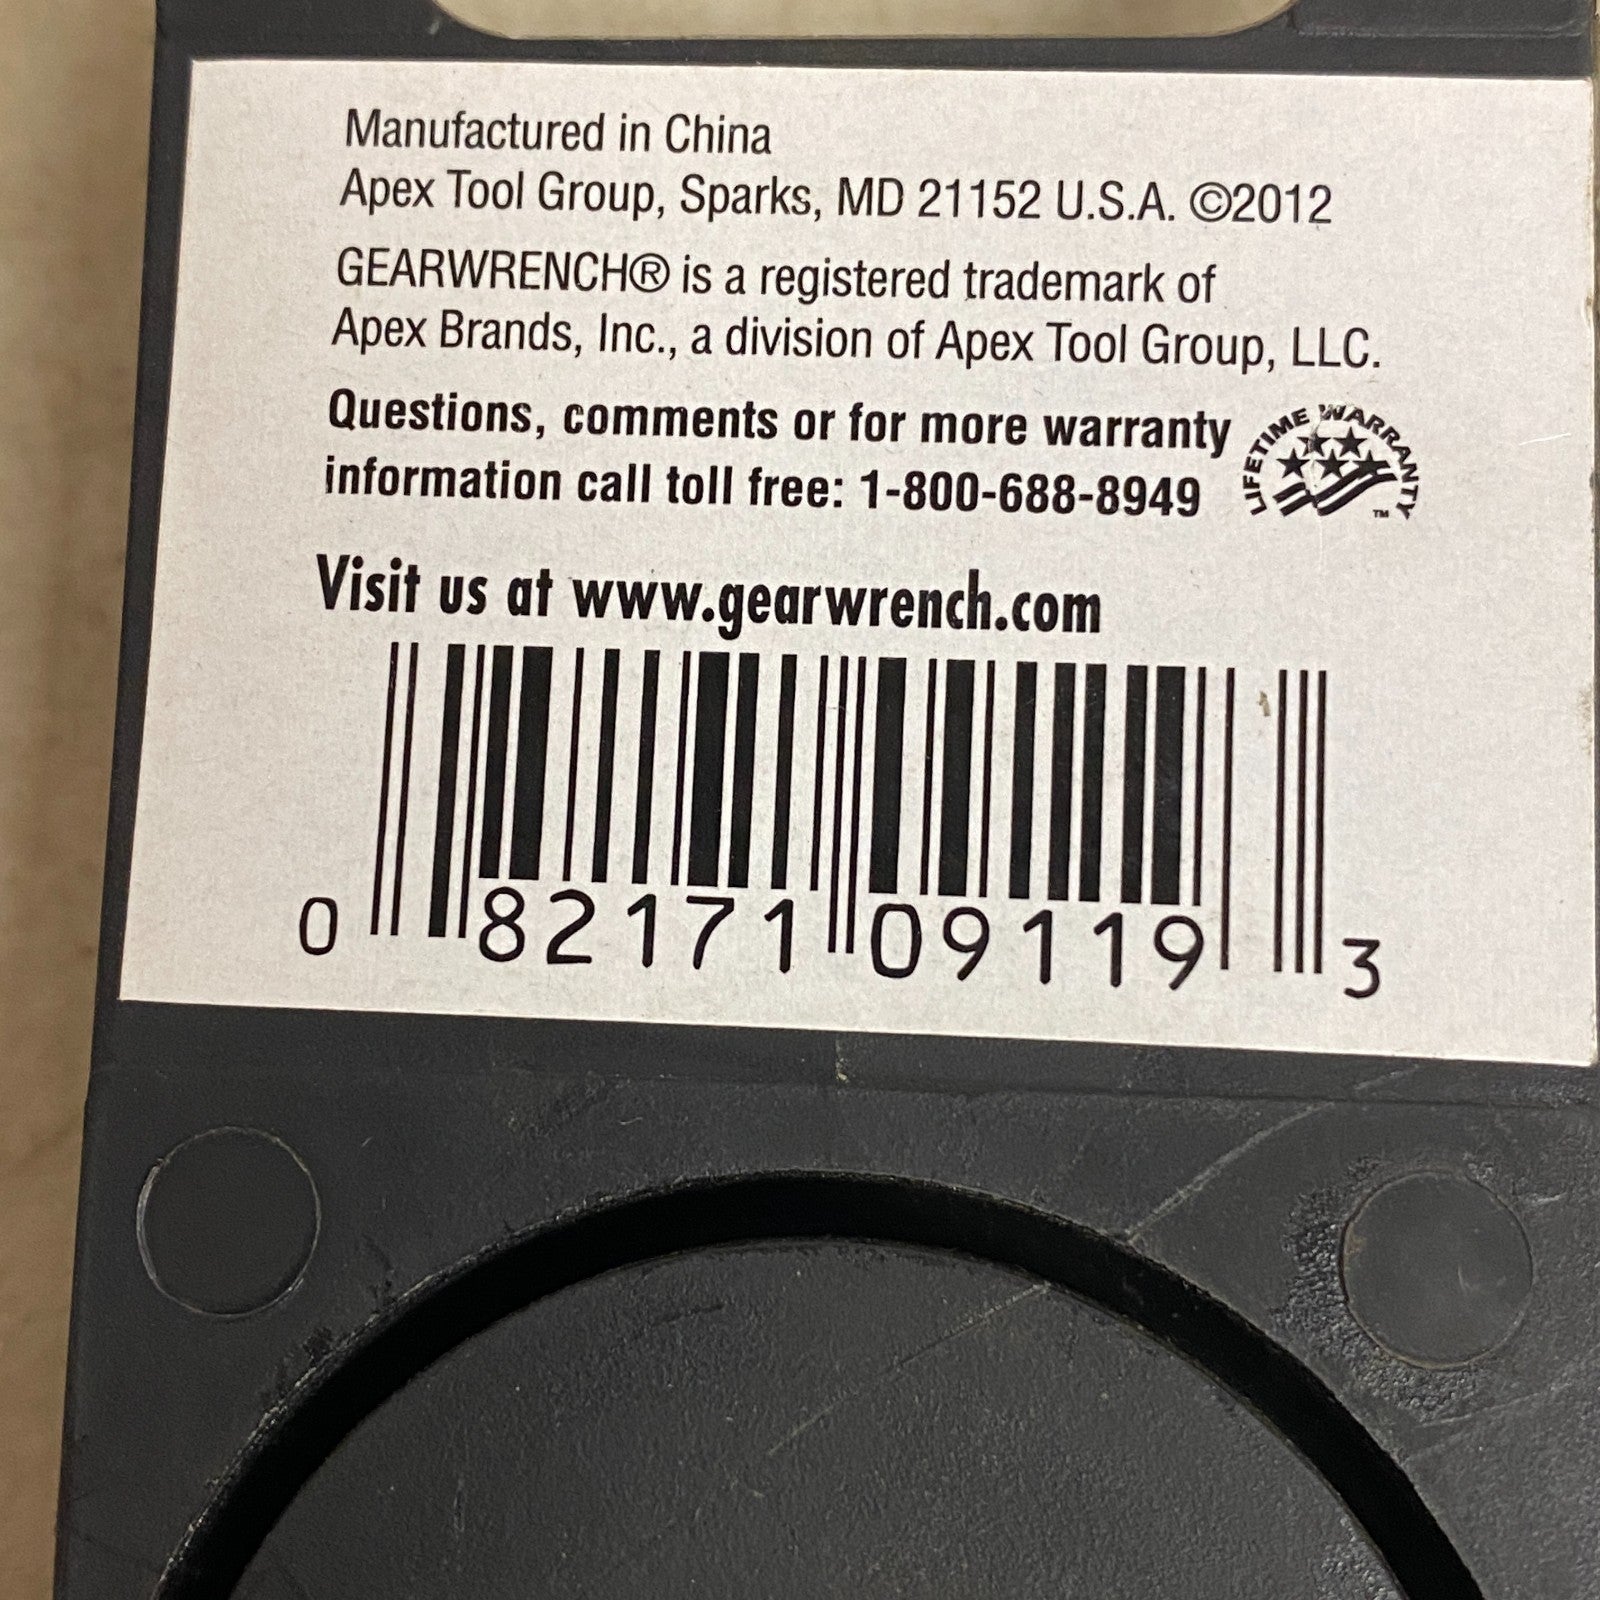 Manufactured in China
Apex Tool Group, Sparks, MD 21152 U.S.A. ©2012
GEARWRENCH® is a registered trademark of
Apex Brands, Inc., a division of Apex Tool Group, LLC.
Questions, comments or for more warranty
information call toll free: 1-800-688-8949
LIFETIME WARRANTY
™
Visit us at www.gearwrench.com
0 82171 09119 3